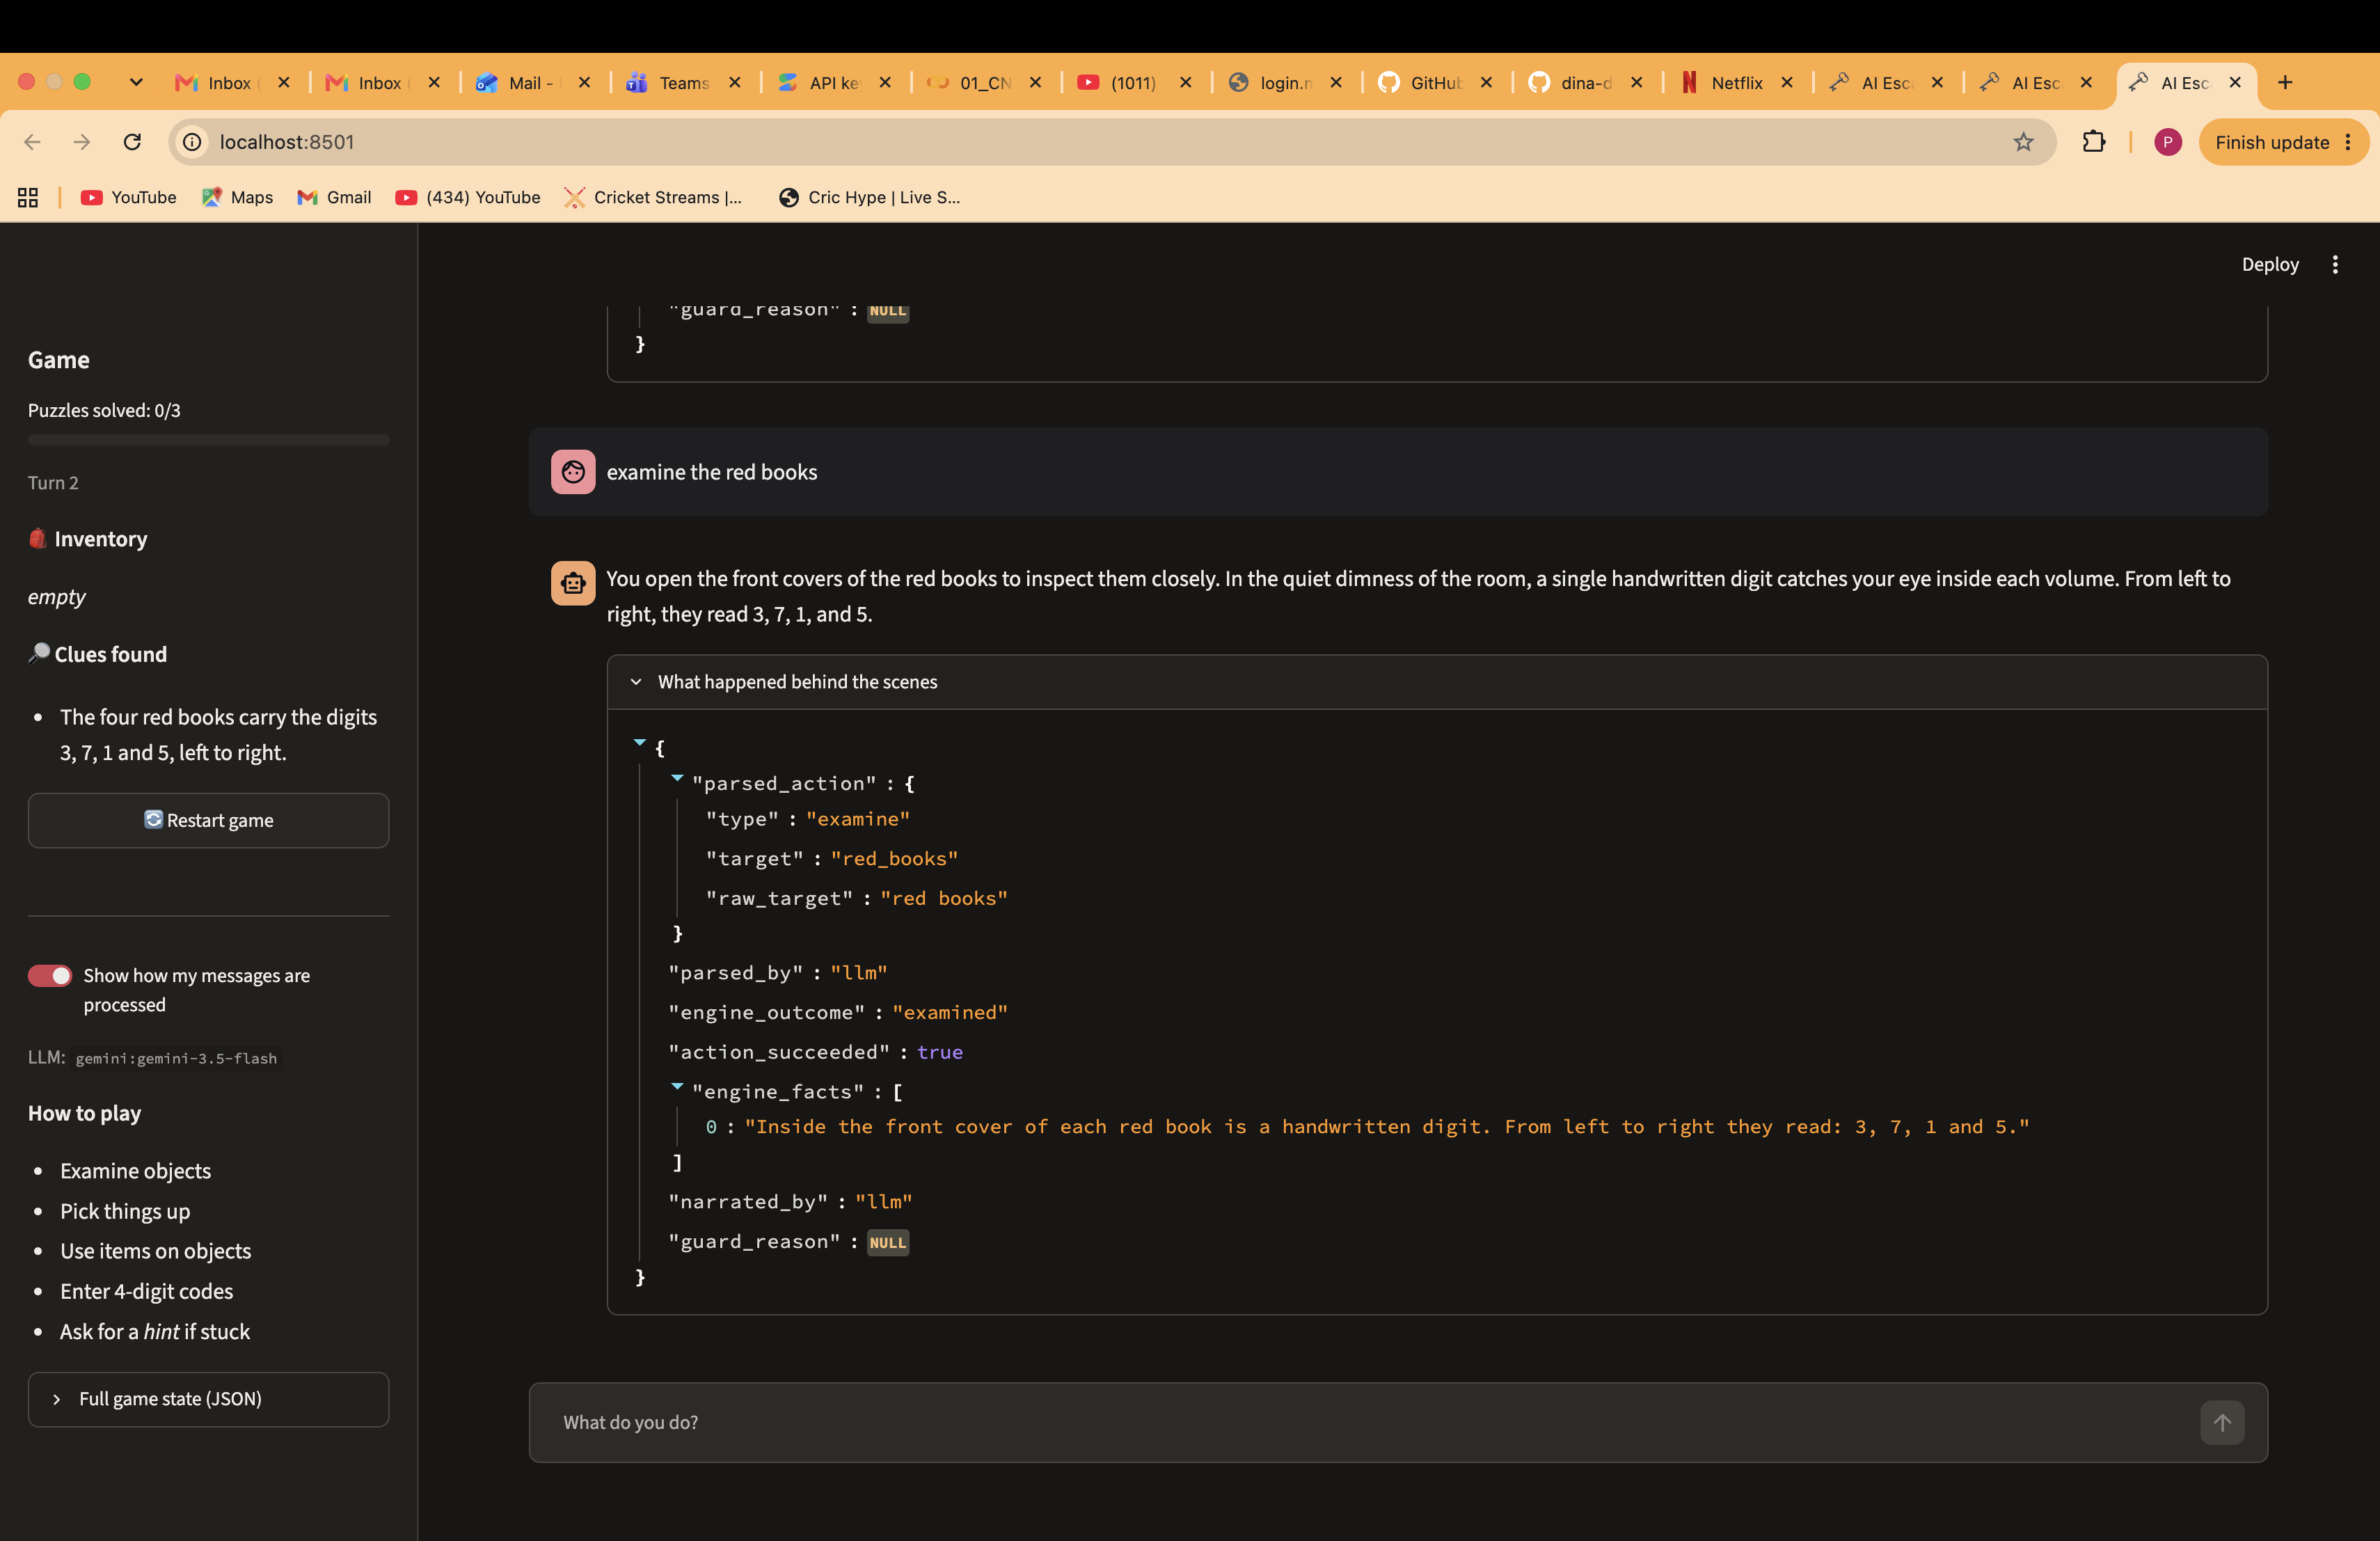 Inbox
Inbox
Mail -
Teams
API ke
01_CN
(1011)
login.n
GitHub
dina-d
Netflix
AI Esc
AI Esc
AI Esc
localhost:8501
P
Finish update
YouTube
Maps
Gmail
(434) YouTube
Cricket Streams |...
Cric Hype | Live S...
Deploy
Game
Puzzles solved: 0/3
Turn 2
Inventory
empty
Clues found
The four red books carry the digits
3, 7, 1 and 5, left to right.
Restart game
Show how my messages are
processed
LLM: gemini:gemini-3.5-flash
How to play
Examine objects
Pick things up
Use items on objects
Enter 4-digit codes
Ask for a hint if stuck
Full game state (JSON)
"guard_reason" : NULL
}
examine the red books
You open the front covers of the red books to inspect them closely. In the quiet dimness of the room, a single handwritten digit catches your eye inside each volume. From left to
right, they read 3, 7, 1, and 5.
What happened behind the scenes
{
"parsed_action" : {
"type" : "examine"
"target" : "red_books"
"raw_target" : "red books"
}
"parsed_by" : "llm"
"engine_outcome" : "examined"
"action_succeeded" : true
"engine_facts" : [
0 : "Inside the front cover of each red book is a handwritten digit. From left to right they read: 3, 7, 1 and 5."
]
"narrated_by" : "llm"
"guard_reason" : NULL
}
What do you do?